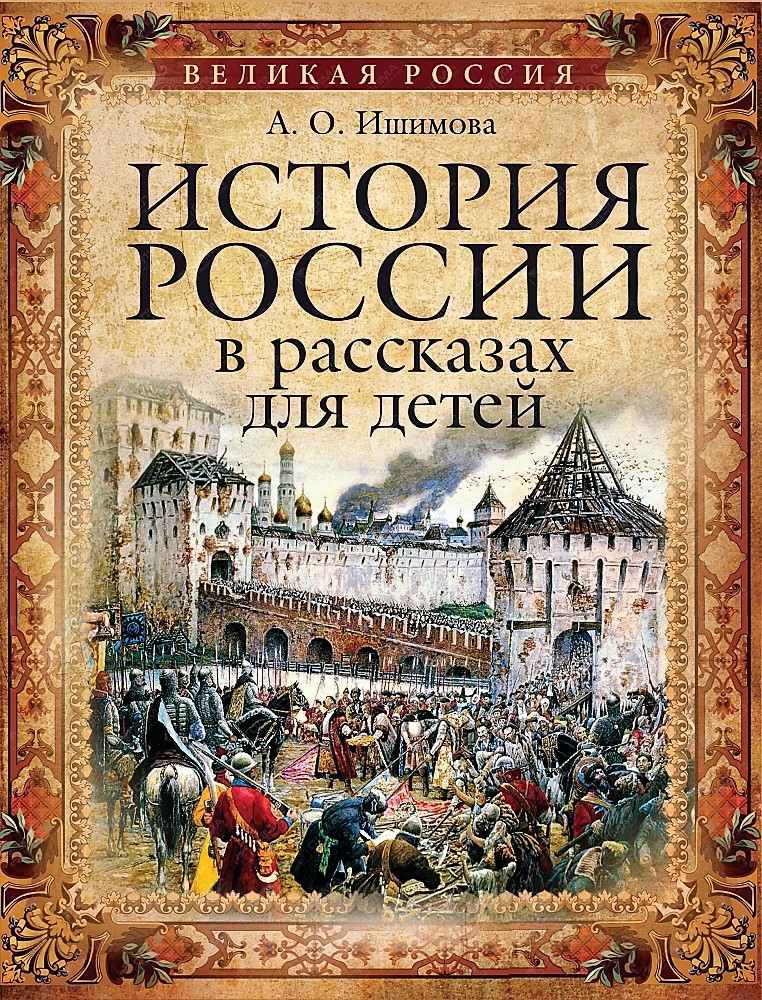 ВЕЛИКАЯ РОССИЯ
А. О. Ишимова
ИСТОРИЯ
РОССИИ
в рассказах
для детей